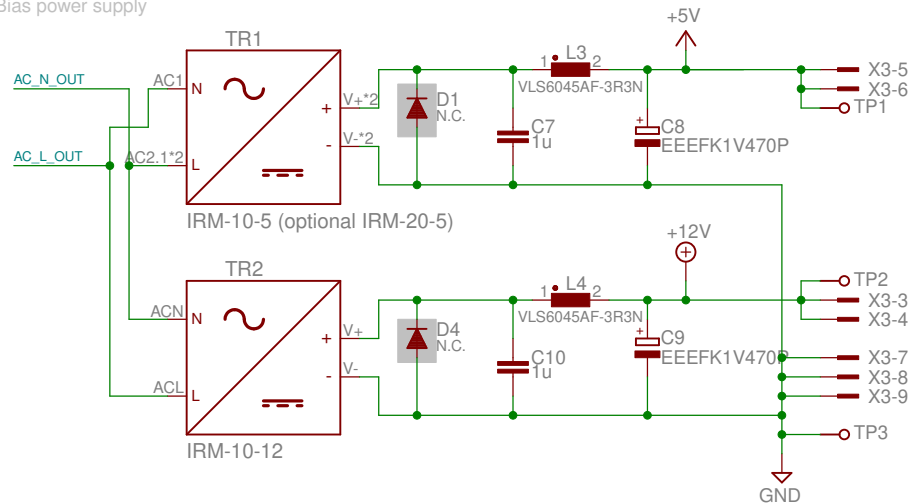 Bias power supply
+5V
TR1
AC_N_OUT
AC1
N
L3
1
2
VLS6045AF-3R3N
X3-5
X3-6
TP1
+
V+*2
D1
N.C.
C7
1u
+
C8
EEEFK1V470P
-
V-*2
AC_L_OUT
AC2.1*2
L
IRM-10-5 (optional IRM-20-5)
+12V
TR2
TP2
ACN
N
L4
1
2
VLS6045AF-3R3N
X3-3
X3-4
+
V+
D4
N.C.
C10
1u
+
C9
EEEFK1V470P
-
V-
X3-7
X3-8
X3-9
ACL
L
IRM-10-12
TP3
GND